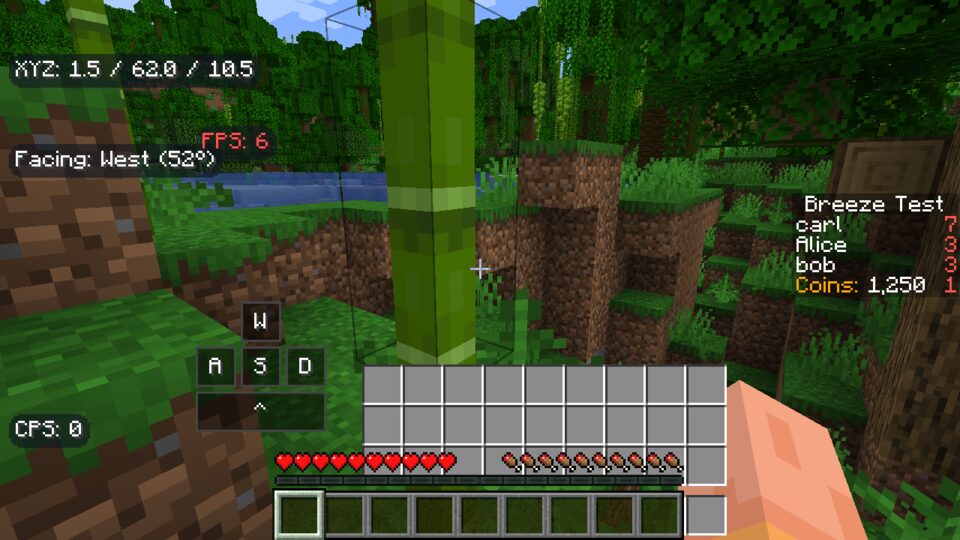 XYZ: 1.5 / 62.0 / 10.5
FPS: 6
Facing: West (52º)
Breeze Test
carl 7
Alice 3
bob 3
Coins: 1,250 1
W
A S D
^
CPS: 0